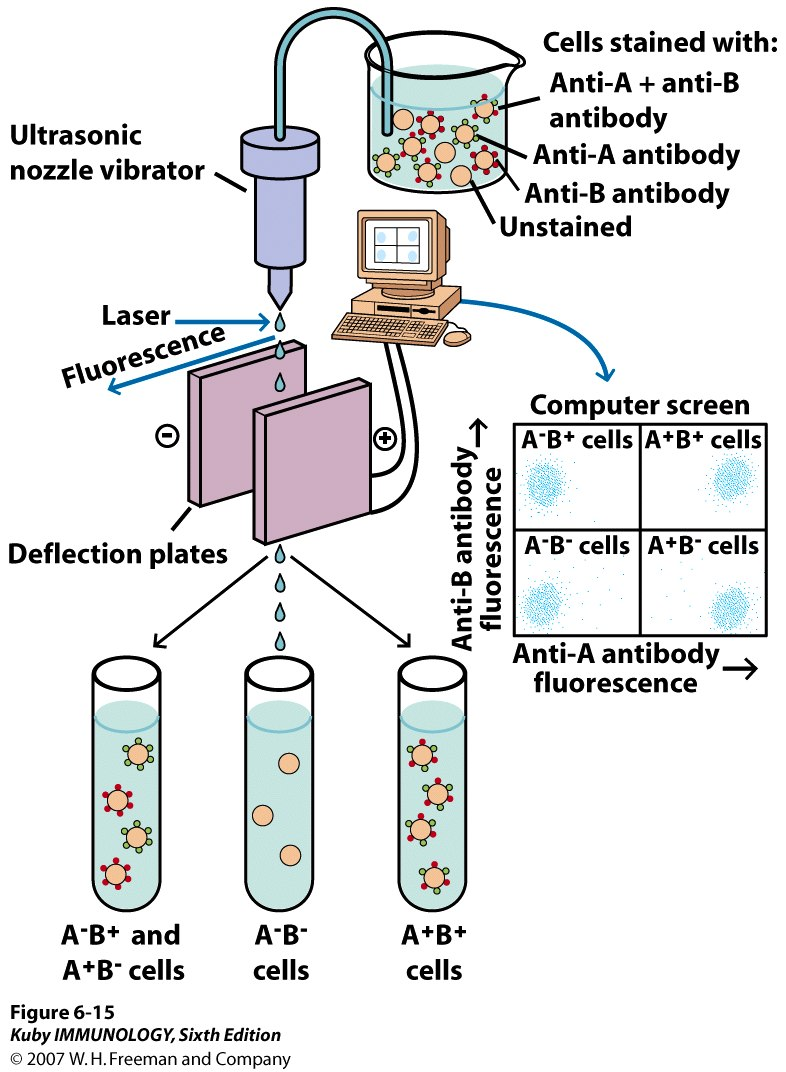 Cells stained with:
Anti-A + anti-B
antibody
Anti-A antibody
Anti-B antibody
Unstained
Ultrasonic
nozzle vibrator
Laser
Fluorescence
-
+
Deflection plates
Computer screen
A⁻B⁺ cells
A⁺B⁺ cells
A⁻B⁻ cells
A⁺B⁻ cells
Anti-B antibody
fluorescence
Anti-A antibody
fluorescence
A⁻B⁺ and
A⁺B⁻ cells
A⁻B⁻
cells
A⁺B⁺
cells
Figure 6-15
Kuby IMMUNOLOGY, Sixth Edition
© 2007 W. H. Freeman and Company